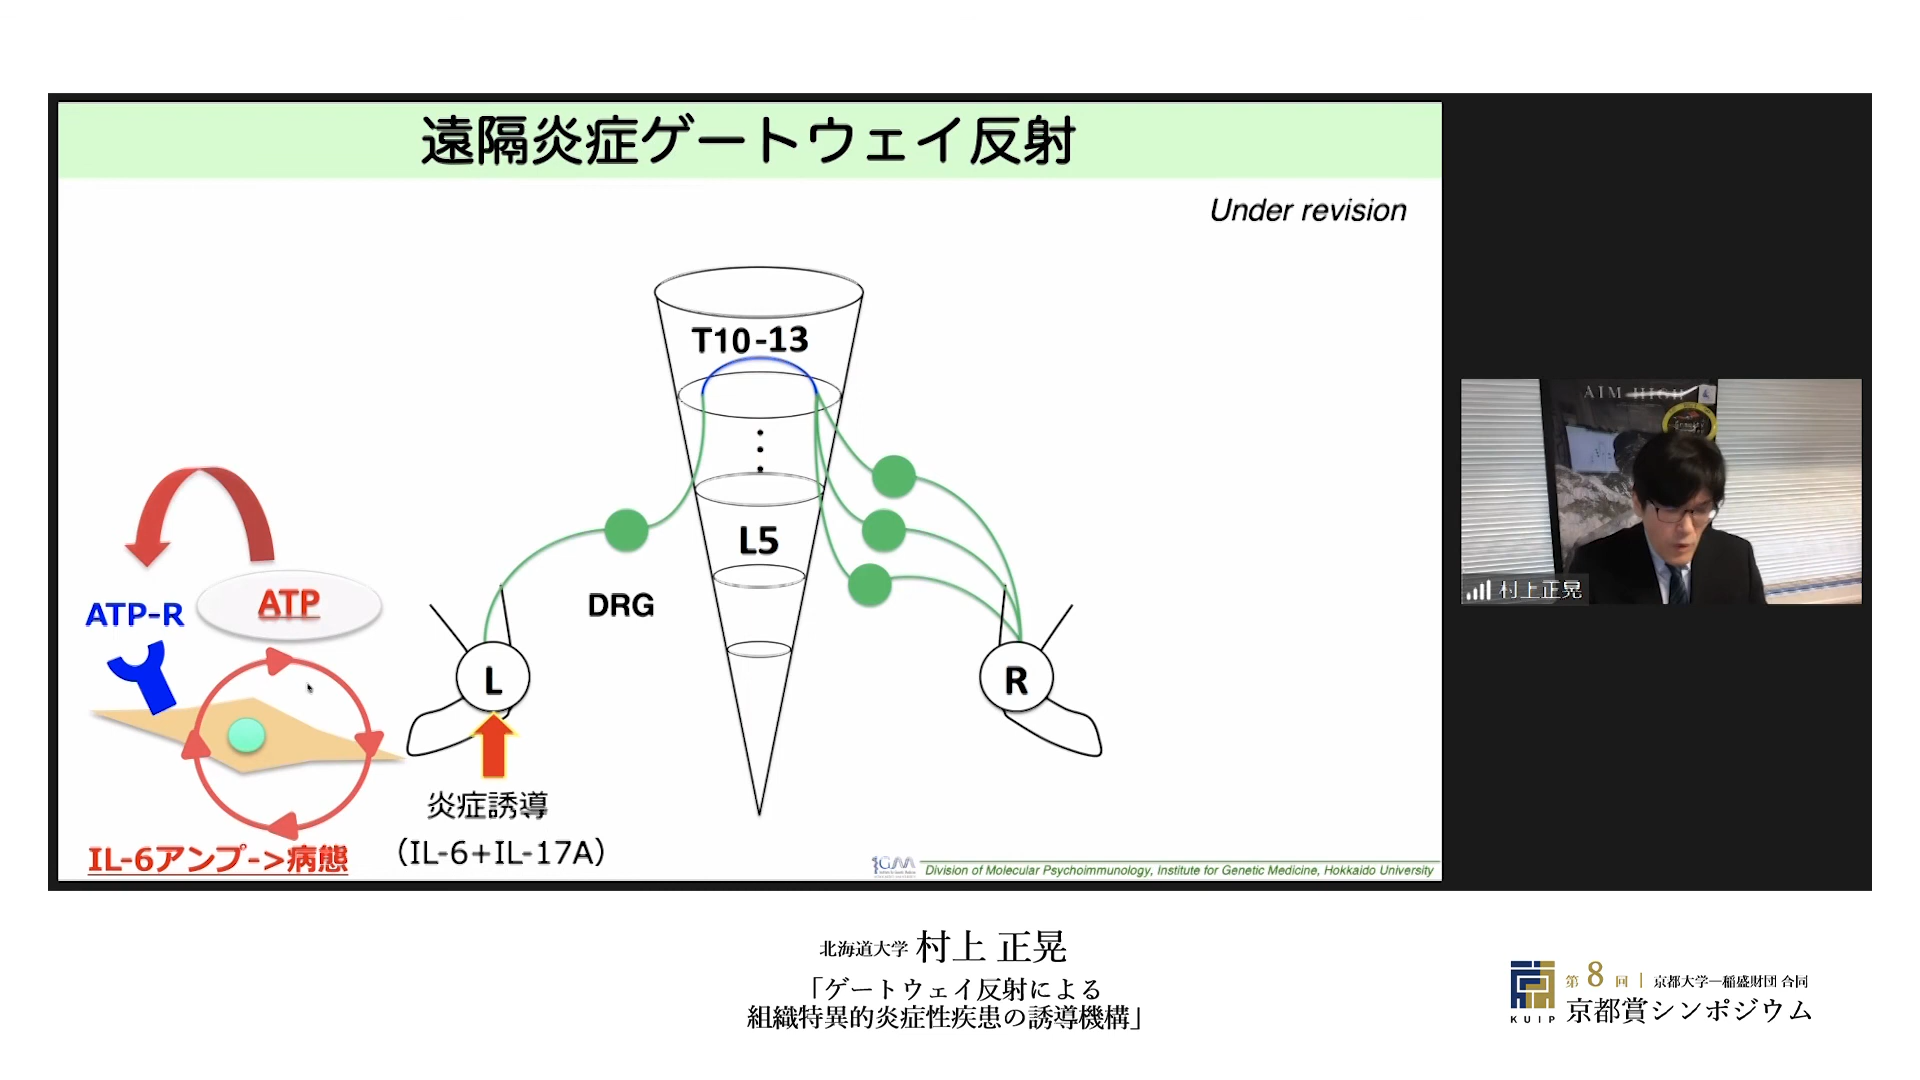 遠隔炎症ゲートウェイ反射
Under revision
T10-13
L5
DRG
ATP
ATP-R
L
R
炎症誘導
（IL-6+IL-17A）
IL-6アンプ->病態
IGM
Division of Molecular Psychoimmunology, Institute for Genetic Medicine, Hokkaido University
AIM HIGH
村上正晃
北海道大学 村上 正晃
「ゲートウェイ反射による
組織特異的炎症性疾患の誘導機構」
KUIP
第8回 | 京都大学―稲盛財団 合同
京都賞シンポジウム